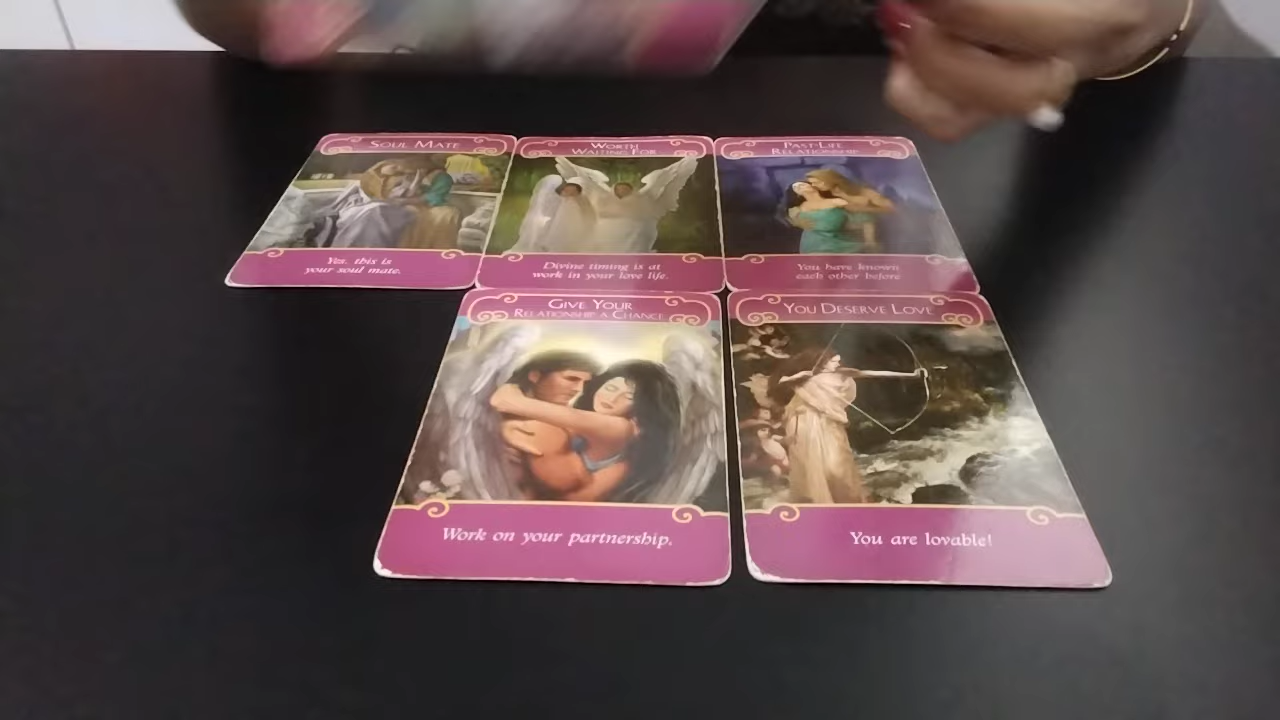 SOUL MATE
Yes, this is
your soul mate.
WORTH
WAITING FOR
Divine timing is at
work in your love life.
PAST-LIFE
RELATIONSHIP
You have known
each other before
GIVE YOUR
RELATIONSHIP A CHANCE
Work on your partnership.
YOU DESERVE LOVE
You are lovable!